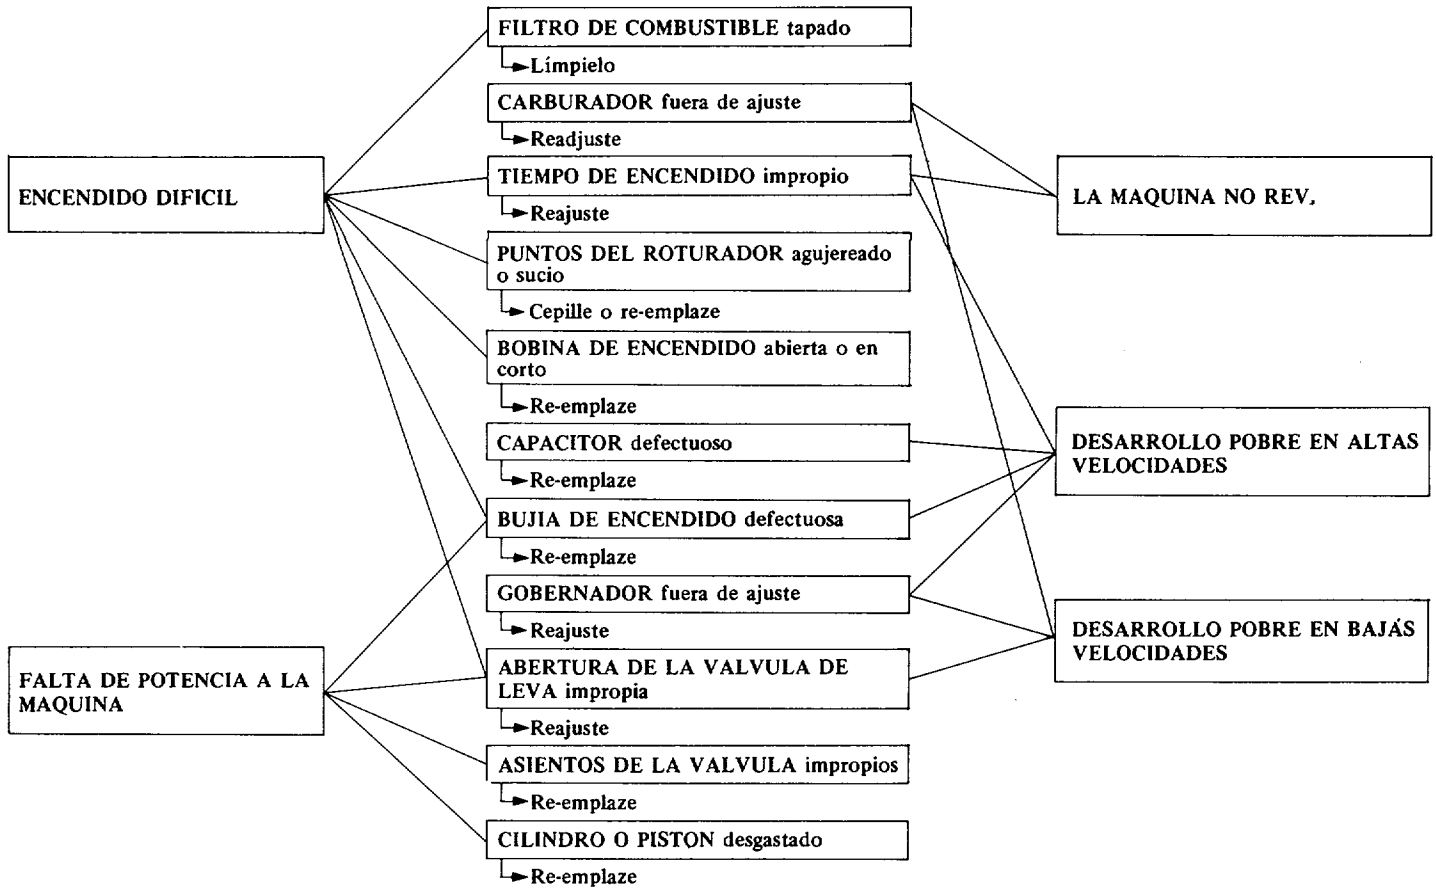 FILTRO DE COMBUSTIBLE tapado
Límpielo
CARBURADOR fuera de ajuste
Readjuste
ENCENDIDO DIFICIL
TIEMPO DE ENCENDIDO impropio
Reajuste
LA MAQUINA NO REV.
PUNTOS DEL ROTURADOR agujereado
o sucio
Cepille o re-emplaze
BOBINA DE ENCENDIDO abierta o en
corto
Re-emplaze
CAPACITOR defectuoso
Re-emplaze
DESARROLLO POBRE EN ALTAS
VELOCIDADES
BUJIA DE ENCENDIDO defectuosa
Re-emplaze
GOBERNADOR fuera de ajuste
Reajuste
DESARROLLO POBRE EN BAJÁS
VELOCIDADES
FALTA DE POTENCIA A LA
MAQUINA
ABERTURA DE LA VALVULA DE
LEVA impropia
Reajuste
ASIENTOS DE LA VALVULA impropios
Re-emplaze
CILINDRO O PISTON desgastado
Re-emplaze